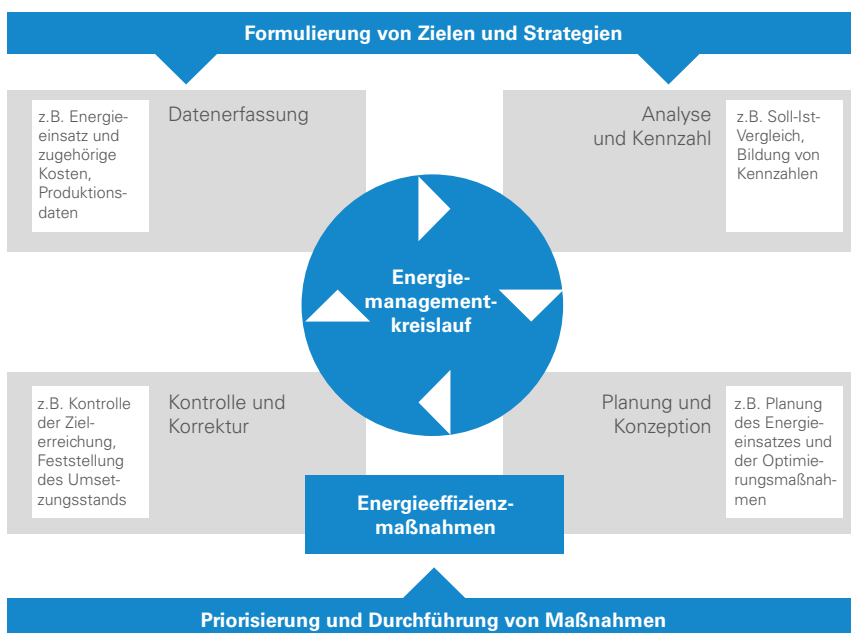 Formulierung von Zielen und Strategien
z.B. Energie-
einsatz und
zugehörige
Kosten,
Produktions-
daten
Datenerfassung
Analyse
und Kennzahl
z.B. Soll-Ist-
Vergleich,
Bildung von
Kennzahlen
Energie-
management-
kreislauf
z.B. Kontrolle
der Ziel-
erreichung,
Feststellung
des Umset-
zungsstands
Kontrolle und
Korrektur
Planung und
Konzeption
z.B. Planung
des Energie-
einsatzes und
der Optimie-
rungsmaßnah-
men
Energieeffizienz-
maßnahmen
Priorisierung und Durchführung von Maßnahmen